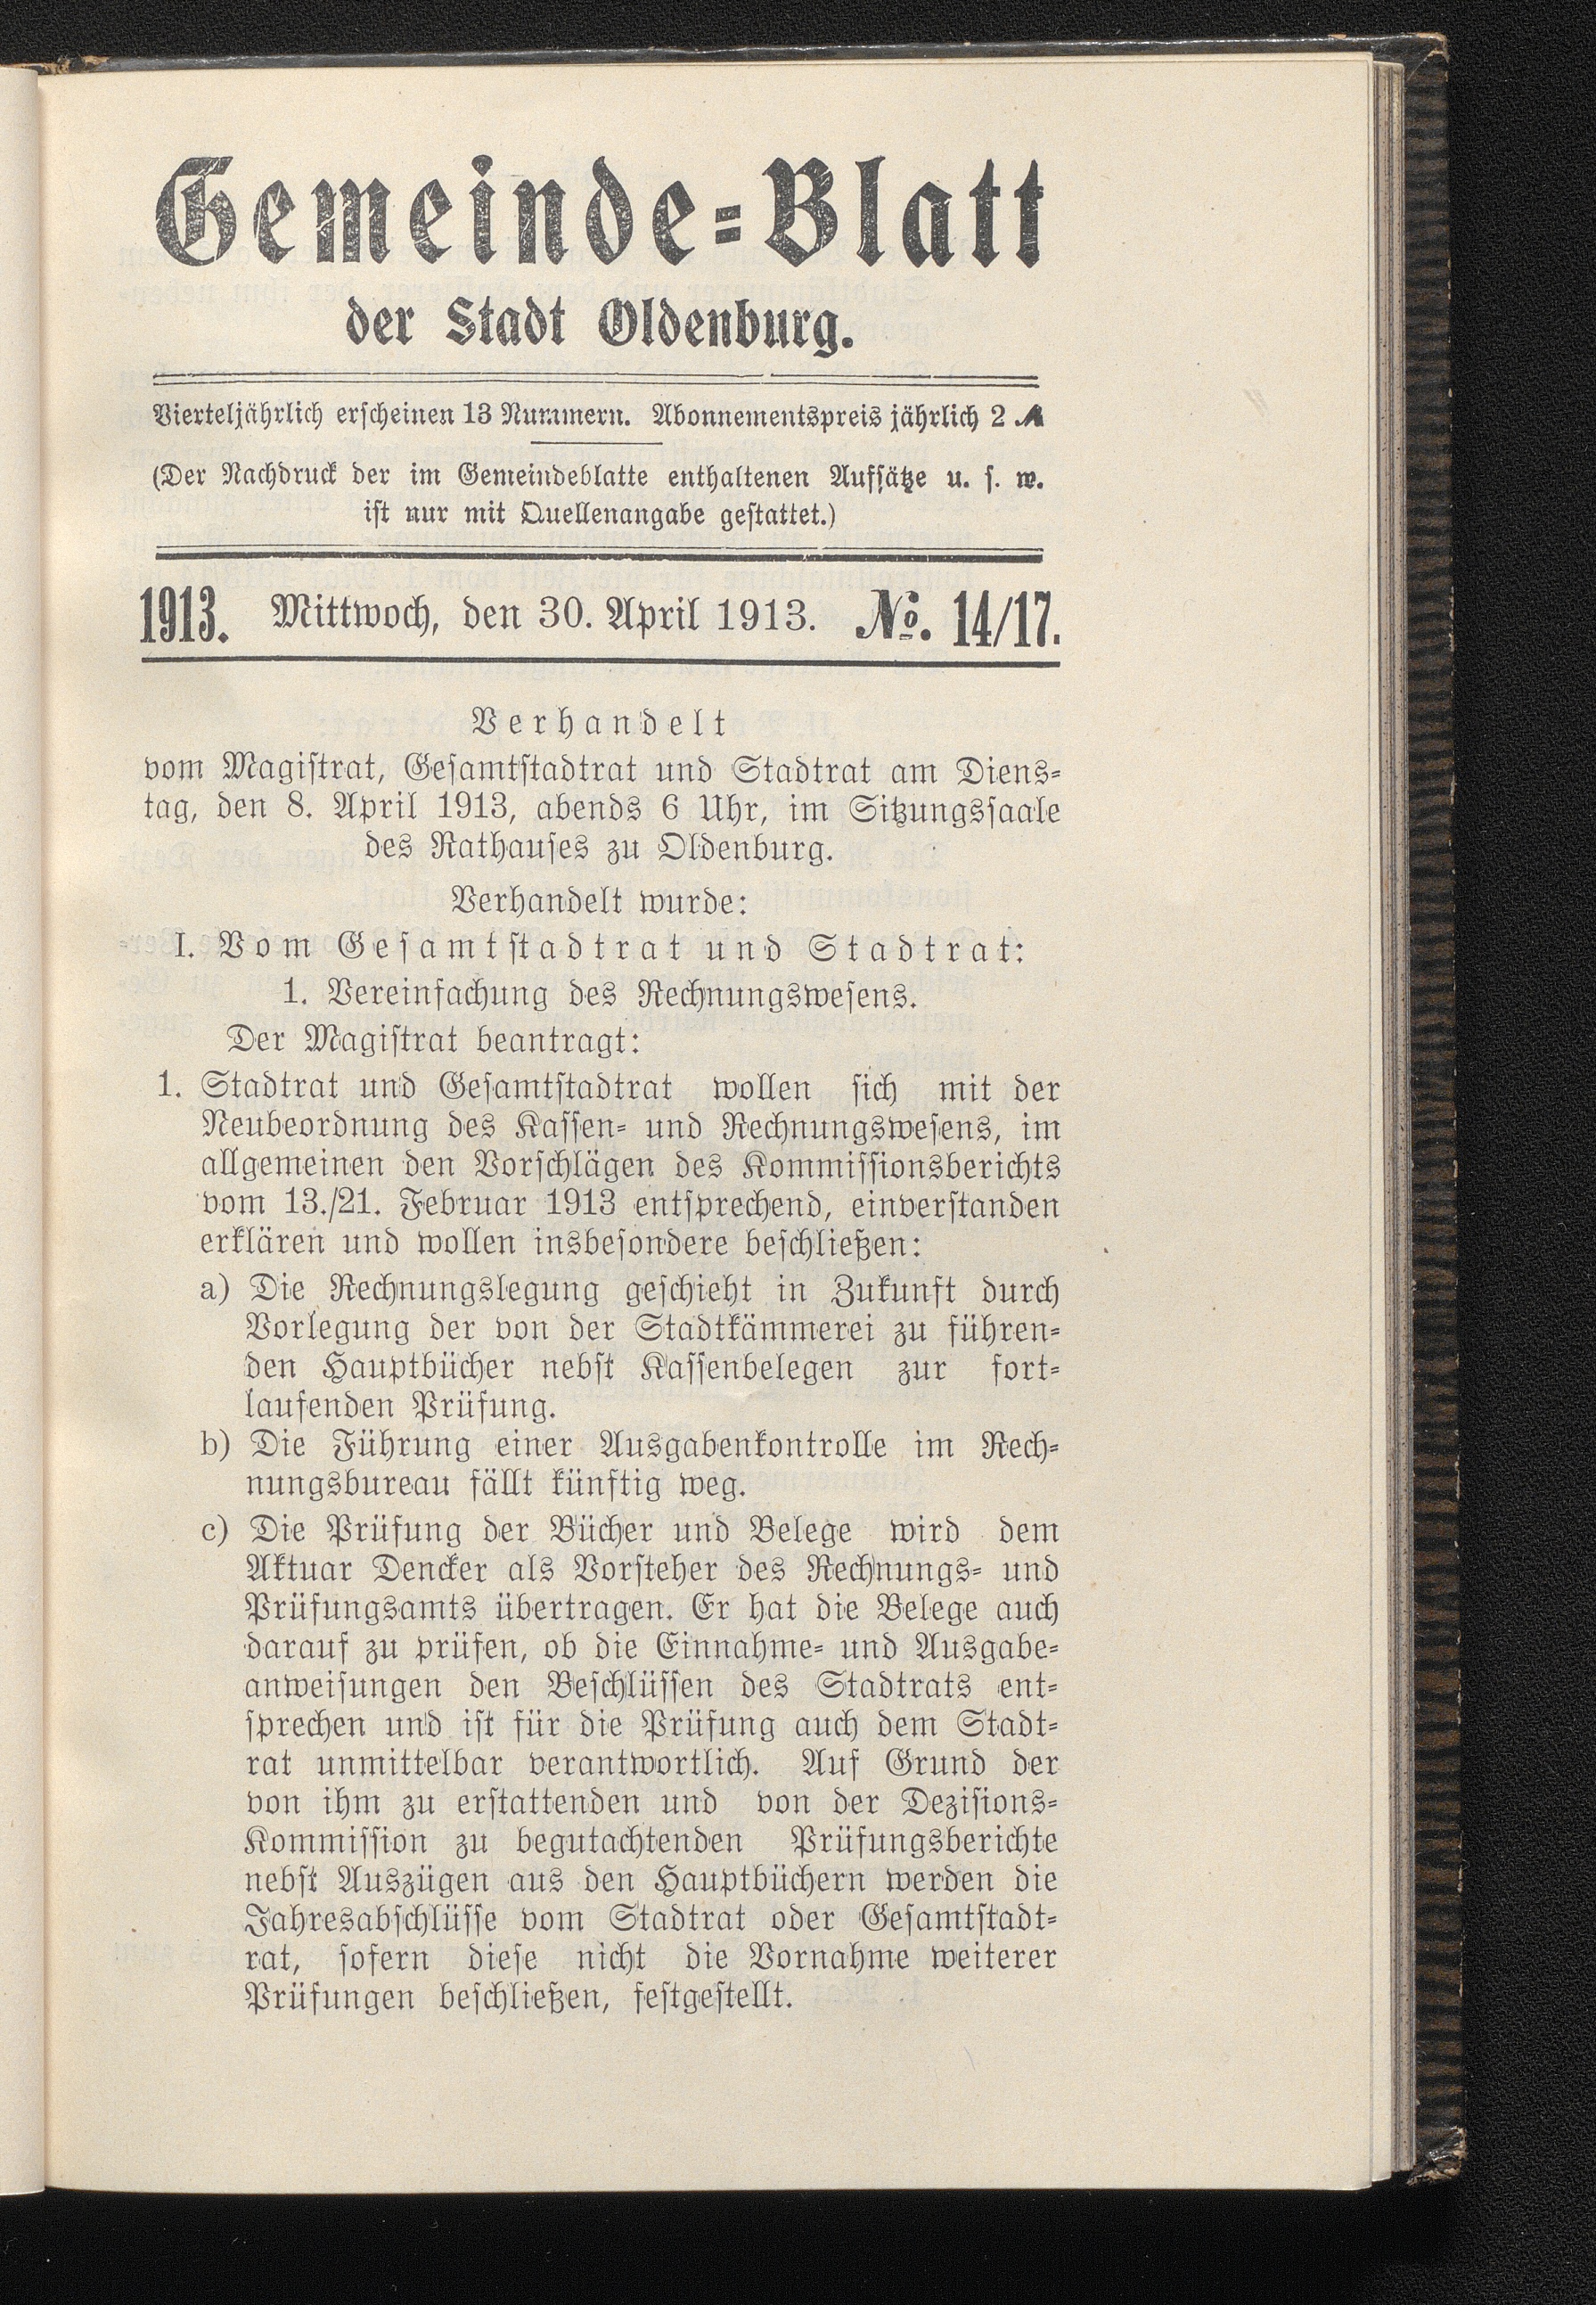 Gemeinde=Blatt
der Stadt Oldenburg.
Vierteljährlich erscheinen 13 Nummern. Abonnementspreis jährlich 2 ℳ
(Der Nachdruck der im Gemeindeblatte enthaltenen Aufsätze u. s. w.
ist nur mit Quellenangabe gestattet.)
1913. Mittwoch, den 30. April 1913. No. 14/17.
Verhandelt
vom Magistrat, Gesamtstadtrat und Stadtrat am Diens=
tag, den 8. April 1913, abends 6 Uhr, im Sitzungssaale
des Rathauses zu Oldenburg.
Verhandelt wurde:
I. Vom Gesamtstadtrat und Stadtrat:
1. Vereinfachung des Rechnungswesens.
Der Magistrat beantragt:
1. Stadtrat und Gesamtstadtrat wollen sich mit der
Neubeordnung des Kassen= und Rechnungswesens, im
allgemeinen den Vorschlägen des Kommissionsberichts
vom 13./21. Februar 1913 entsprechend, einverstanden
erklären und wollen insbesondere beschließen:
a) Die Rechnungslegung geschieht in Zukunft durch
Vorlegung der von der Stadtkämmerei zu führen=
den Hauptbücher nebst Kassenbelegen zur fort=
laufenden Prüfung.
b) Die Führung einer Ausgabenkontrolle im Rech=
nungsbureau fällt künftig weg.
c) Die Prüfung der Bücher und Belege wird dem
Aktuar Dencker als Vorsteher des Rechnungs= und
Prüfungsamts übertragen. Er hat die Belege auch
darauf zu prüfen, ob die Einnahme= und Ausgabe=
anweisungen den Beschlüssen des Stadtrats ent=
sprechen und ist für die Prüfung auch dem Stadt=
rat unmittelbar verantwortlich. Auf Grund der
von ihm zu erstattenden und von der Dezisions=
Kommission zu begutachtenden Prüfungsberichte
nebst Auszügen aus den Hauptbüchern werden die
Jahresabschlüsse vom Stadtrat oder Gesamtstadt=
rat, sofern diese nicht die Vornahme weiterer
Prüfungen beschließen, festgestellt.